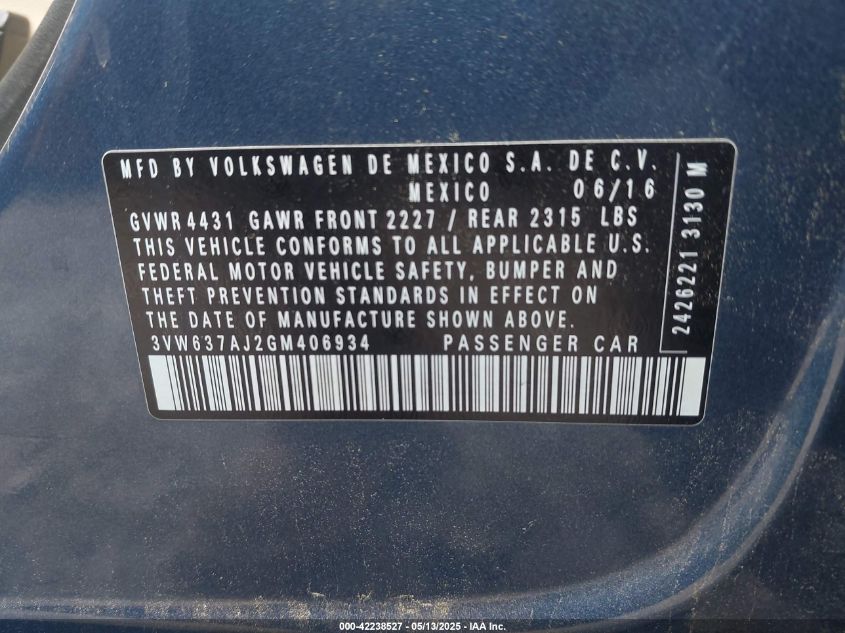 MFD BY VOLKSWAGEN DE MEXICO S.A. DE C.V.
MEXICO 06/16
GVWR 4431 GAWR FRONT 2227 / REAR 2315 LBS
THIS VEHICLE CONFORMS TO ALL APPLICABLE U.S.
FEDERAL MOTOR VEHICLE SAFETY, BUMPER AND
THEFT PREVENTION STANDARDS IN EFFECT ON
THE DATE OF MANUFACTURE SHOWN ABOVE.
3VW637AJ2GM406934 PASSENGER CAR
2426221 3130 M
000-42238527 - 05/13/2025 - IAA Inc.